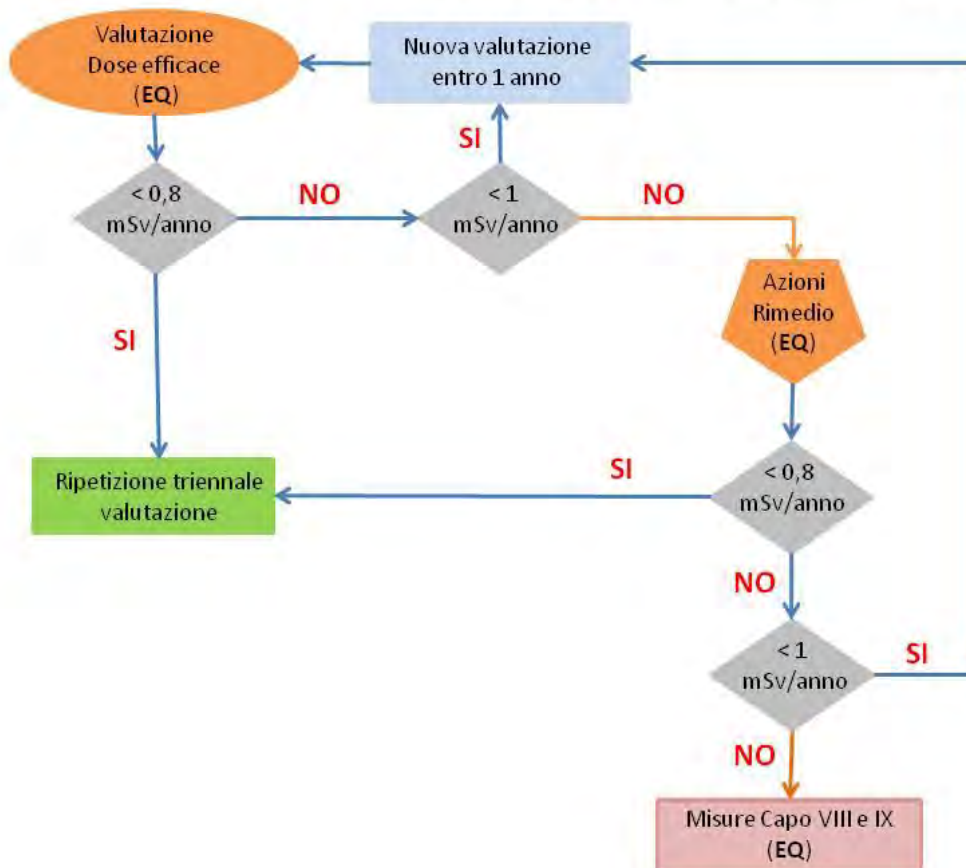 Valutazione
Dose efficace
(EQ)
Nuova valutazione
entro 1 anno
SI
< 0,8
mSv/anno
NO
< 1
mSv/anno
NO
Azioni
Rimedio
(EQ)
SI
Ripetizione triennale
valutazione
SI
< 0,8
mSv/anno
NO
< 1
mSv/anno
SI
NO
Misure Capo VIII e IX
(EQ)